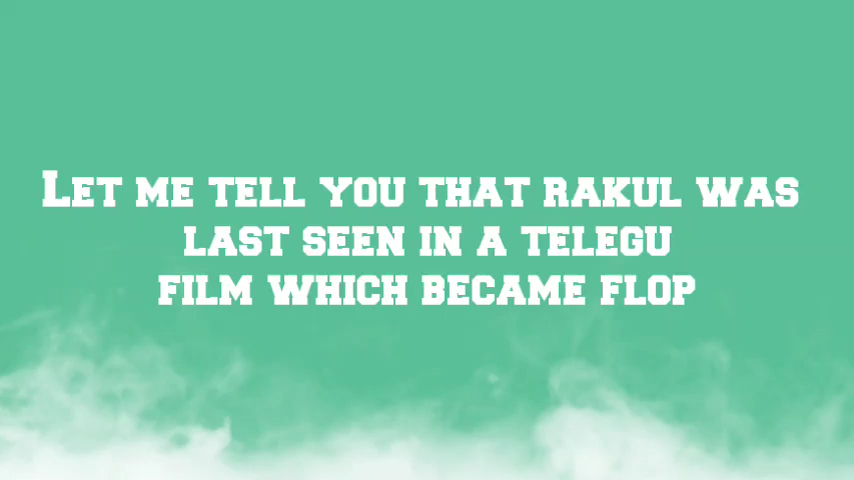 Let me tell you that rakul was
last seen in a telegu
film which became flop